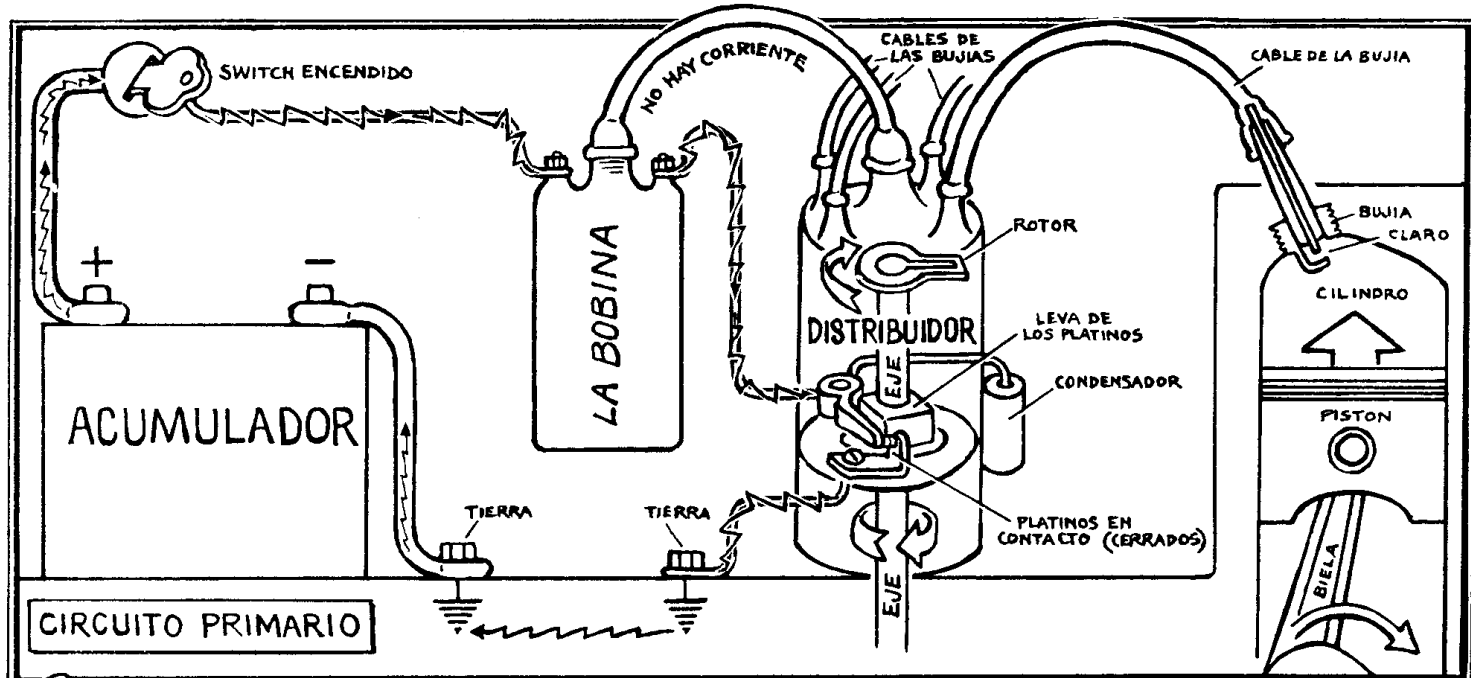 SWITCH ENCENDIDO
NO HAY CORRIENTE
CABLES DE
LAS BUJIAS
CABLE DE LA BUJIA
BUJIA
CLARO
ROTOR
CILINDRO
+
−
LA BOBINA
DISTRIBUIDOR
LEVA DE
LOS PLATINOS
EJE
CONDENSADOR
ACUMULADOR
PISTON
TIERRA
TIERRA
PLATINOS EN
CONTACTO (CERRADOS)
EJE
BIELA
CIRCUITO PRIMARIO